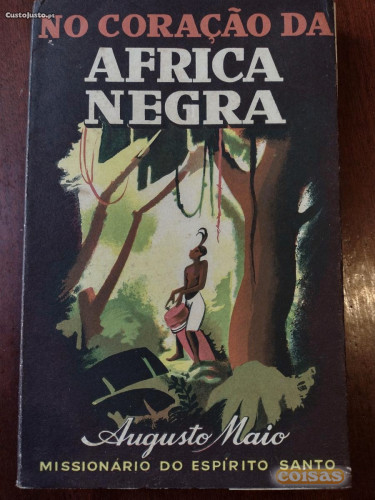 CustoJusto.pt
NO CORAÇÃO DA
AFRICA
NEGRA
Augusto Maio
MISSIONÁRIO DO ESPÍRITO SANTO
coisas